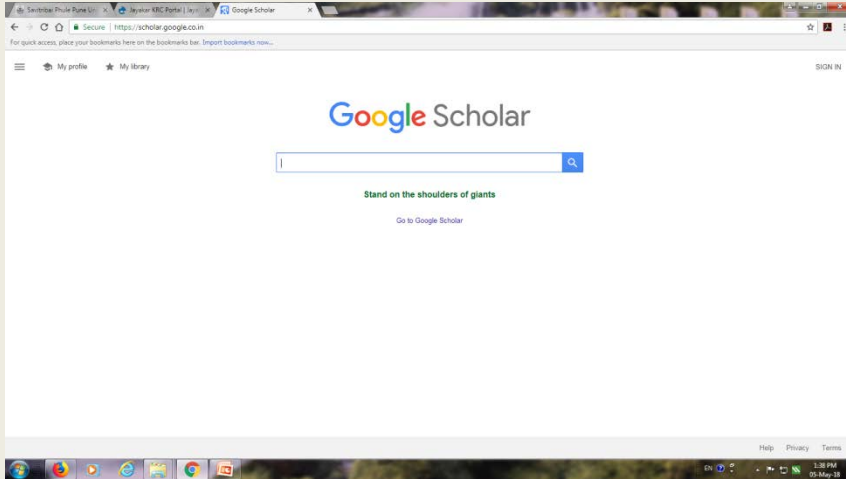 Savitribai Phule Pune Un
Jayakar KRC Portal | Jaya
Google Scholar
Secure | https://scholar.google.co.in
For quick access, place your bookmarks here on the bookmarks bar. Import bookmarks now...
My profile
My library
SIGN IN
Google Scholar
Stand on the shoulders of giants
Go to Google Scholar
Help Privacy Terms
EN
1:38 PM
05-May-18